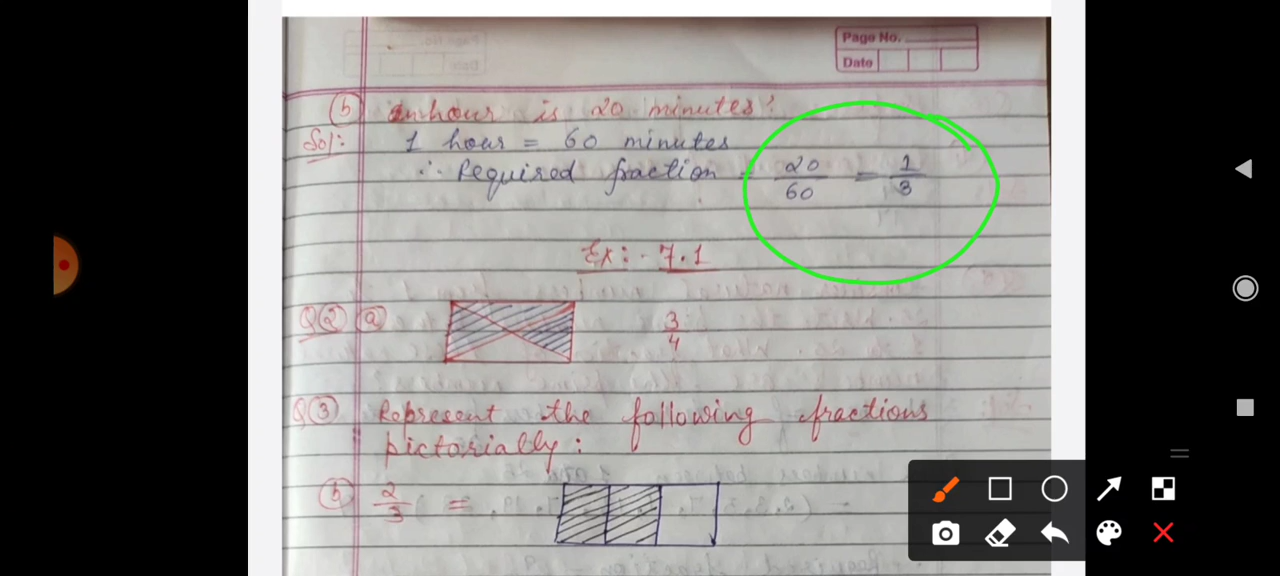 Page No.
Date
(b) an hour is 20 minutes?
Sol:- 1 hour = 60 minutes
∴ Required fraction = 20/60 = 1/3
Ex:- 7.1
Q(2) (a) 3/4
Q(3) Represent the following fractions
pictorially:
(b) 2/3 =